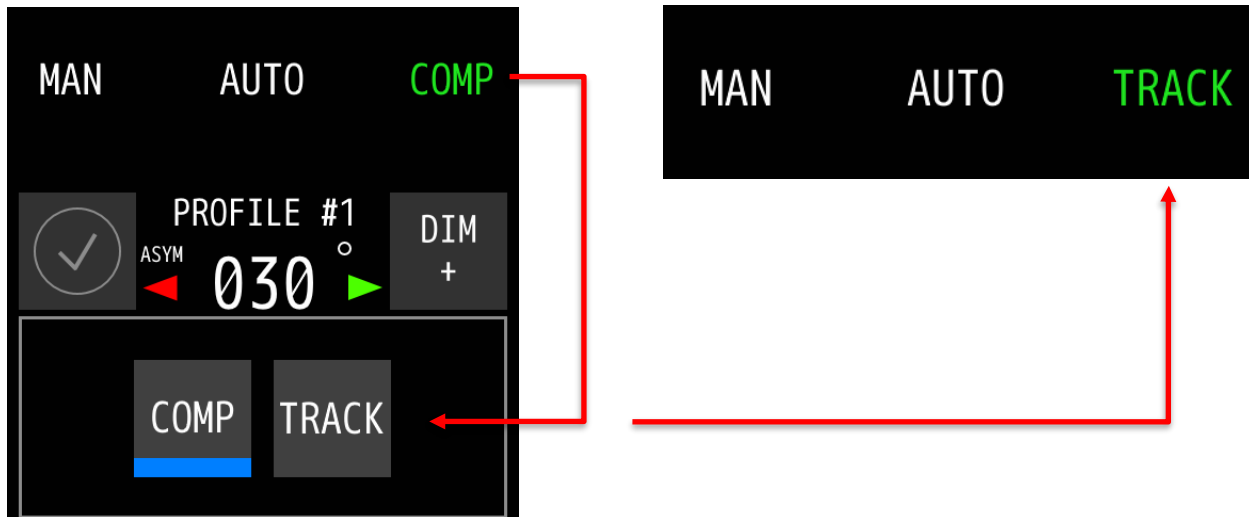 MAN AUTO COMP
PROFILE #1
ASYM 030°
DIM
+
COMP TRACK
MAN AUTO TRACK